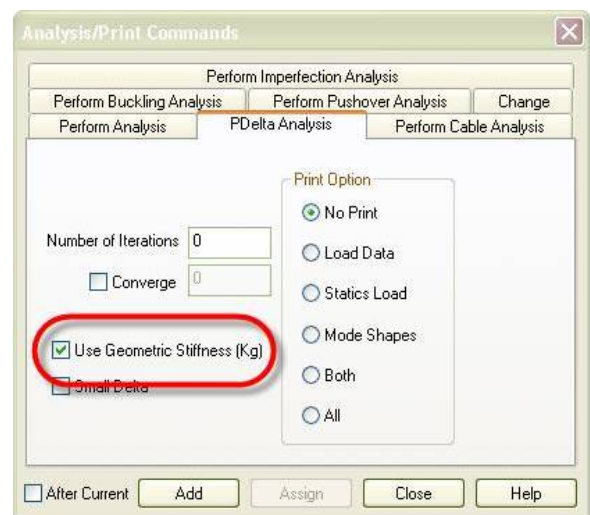 Analysis/Print Commands
Perform Imperfection Analysis
Perform Buckling Analysis Perform Pushover Analysis Change
Perform Analysis PDelta Analysis Perform Cable Analysis
Print Option
No Print
Number of Iterations 0
Load Data
Converge 0
Statics Load
Mode Shapes
Use Geometric Stiffness (Kg)
Both
Small Delta
All
After Current Add Assign Close Help